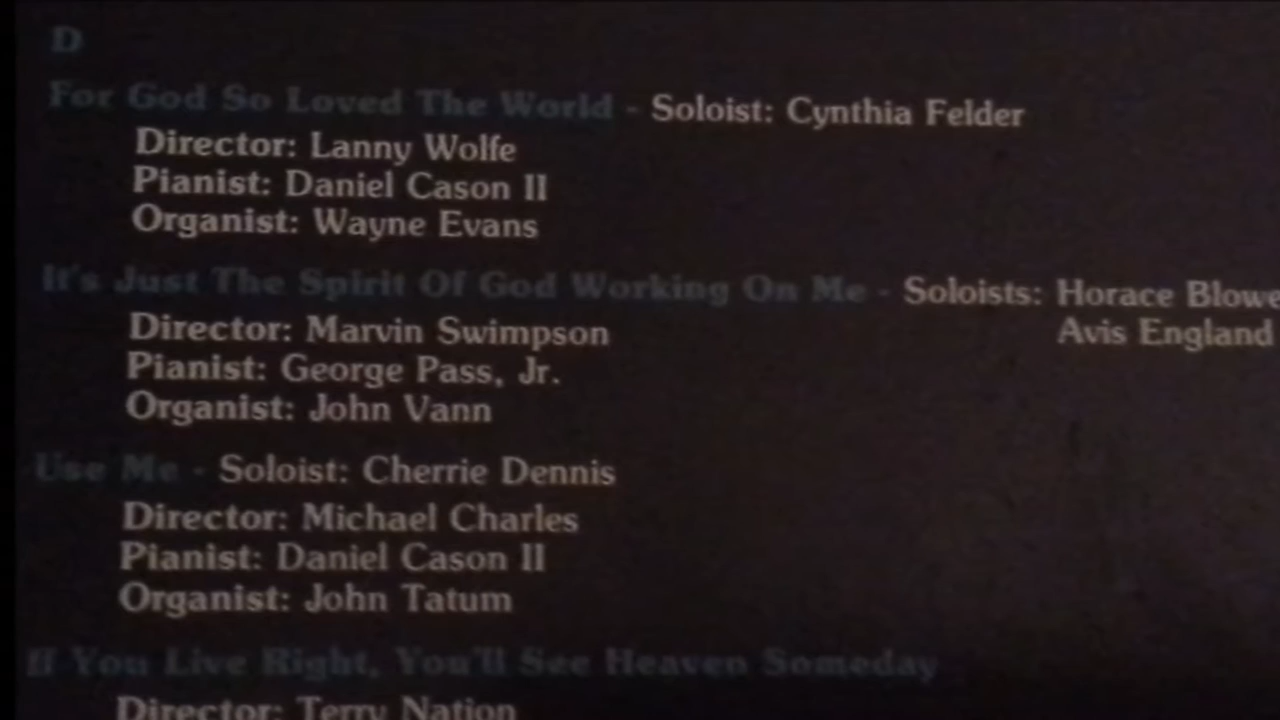 D
For God So Loved The World - Soloist: Cynthia Felder
Director: Lanny Wolfe
Pianist: Daniel Cason II
Organist: Wayne Evans
It's Just The Spirit Of God Working On Me - Soloists: Horace Blowe
Avis England
Director: Marvin Swimpson
Pianist: George Pass, Jr.
Organist: John Vann
Use Me - Soloist: Cherrie Dennis
Director: Michael Charles
Pianist: Daniel Cason II
Organist: John Tatum
If You Live Right, You'll See Heaven Someday
Director: Terry Nation